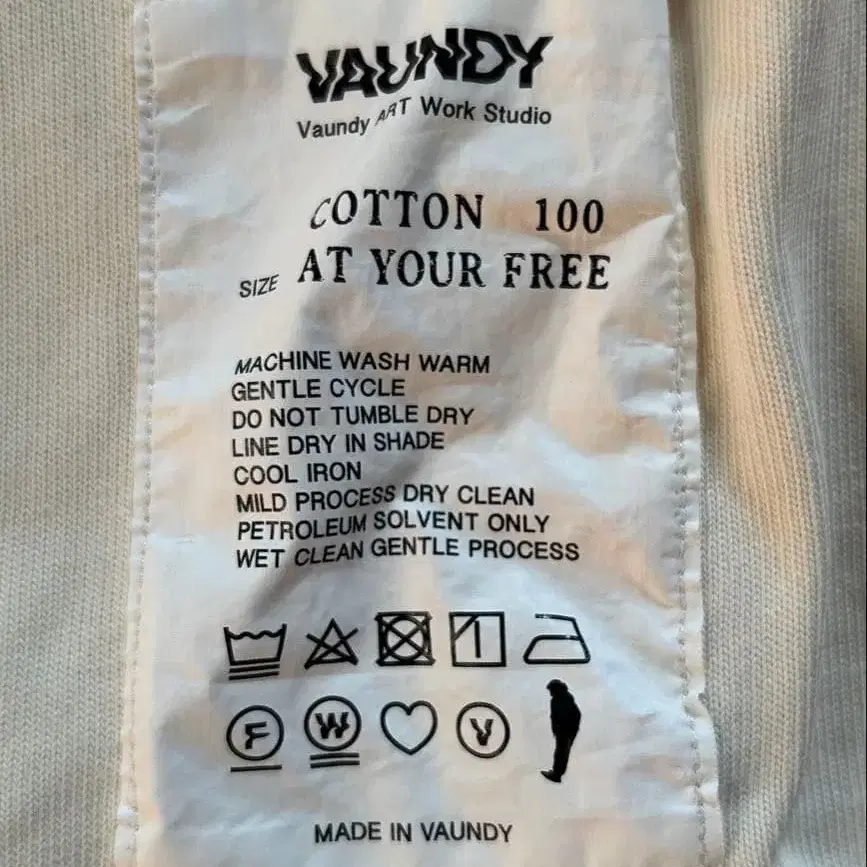 VAUNDY
Vaundy ART Work Studio
COTTON 100
SIZE AT YOUR FREE
MACHINE WASH WARM
GENTLE CYCLE
DO NOT TUMBLE DRY
LINE DRY IN SHADE
COOL IRON
MILD PROCESS DRY CLEAN
PETROLEUM SOLVENT ONLY
WET CLEAN GENTLE PROCESS
F W V
MADE IN VAUNDY